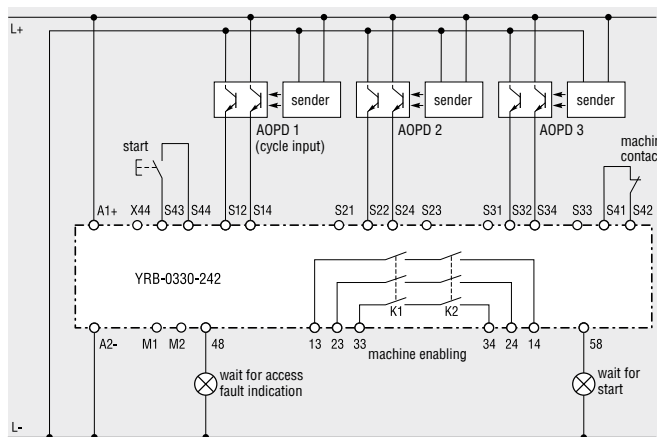 L+
sender
sender
sender
AOPD 1
(cycle input)
AOPD 2
AOPD 3
start
machin
contac
A1+ X44 S43 S44 S12 S14 S21 S22 S24 S23 S31 S32 S34 S33 S41 S42
YRB-0330-242
K1 K2
A2- M1 M2 48 13 23 33 34 24 14 58
machine enabling
wait for access
fault indication
wait for
start
L-